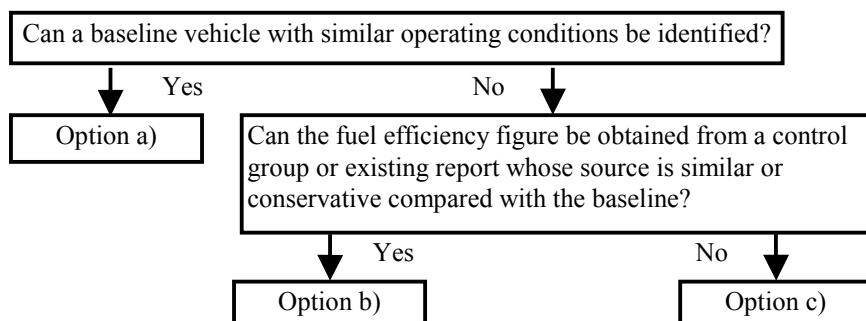 Can a baseline vehicle with similar operating conditions be identified?
Yes
No
Option a)
Can the fuel efficiency figure be obtained from a control
group or existing report whose source is similar or
conservative compared with the baseline?
Yes
No
Option b)
Option c)